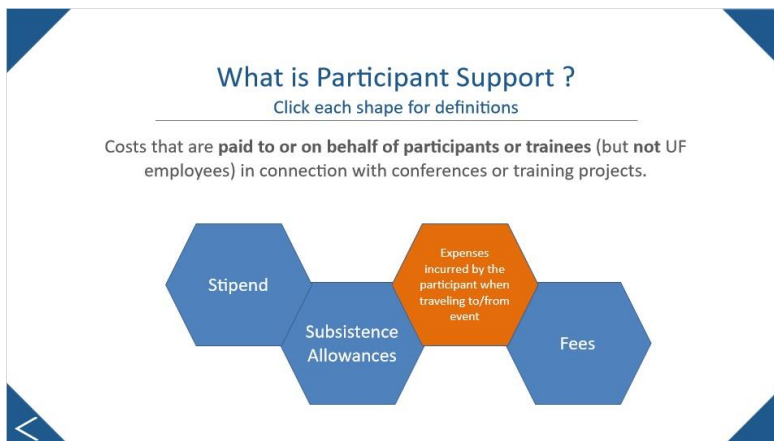 What is Participant Support ?
Click each shape for definitions
Costs that are paid to or on behalf of participants or trainees (but not UF
employees) in connection with conferences or training projects.
Stipend
Subsistence
Allowances
Expenses
incurred by the
participant when
traveling to/from
event
Fees